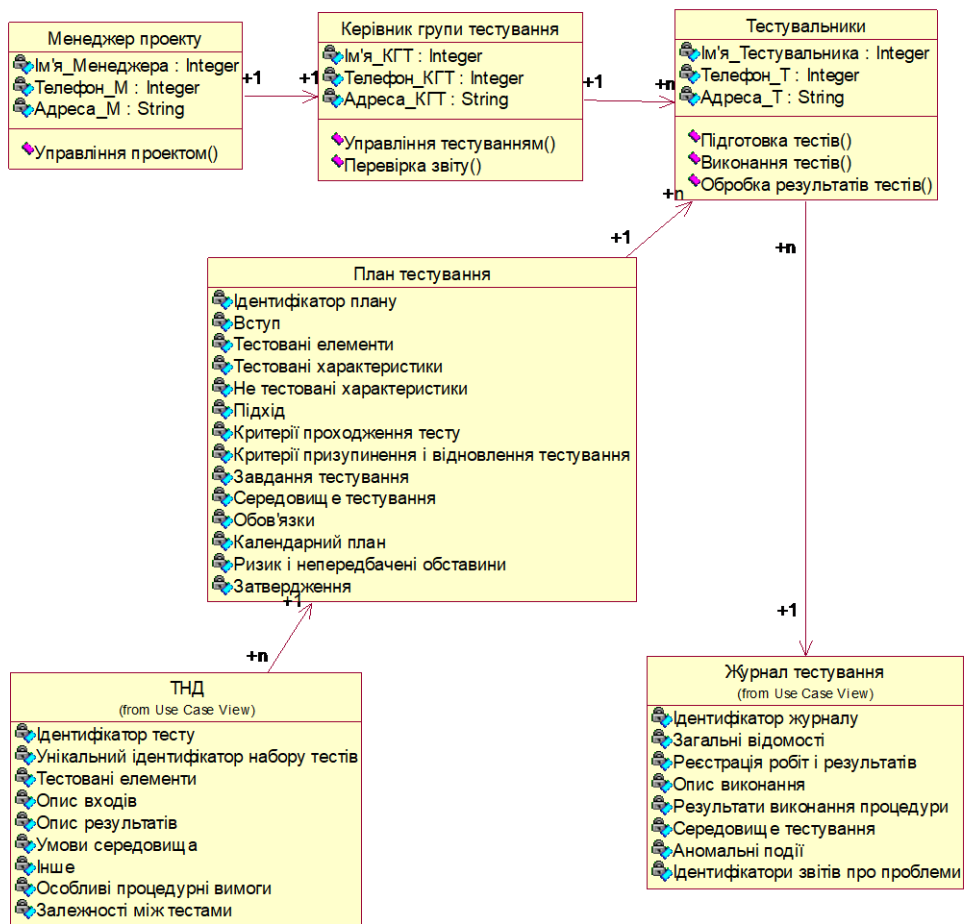 Менеджер проекту
Ім'я_Менеджера : Integer
Телефон_М : Integer
Адреса_М : String
Управління проектом()
+1
+1
Керівник групи тестування
Ім'я_КГТ : Integer
Телефон_КГТ : Integer
Адреса_КГТ : String
Управління тестуванням()
Перевірка звіту()
+1
+n
Тестувальники
Ім'я_Тестувальника : Integer
Телефон_Т : Integer
Адреса_Т : String
Підготовка тестів()
Виконання тестів()
Обробка результатів тестів()
+n
+1
+n
План тестування
Ідентифікатор плану
Вступ
Тестовані елементи
Тестовані характеристики
Не тестовані характеристики
Підхід
Критерії проходження тесту
Критерії призупинення і відновлення тестування
Завдання тестування
Середовище тестування
Обов'язки
Календарний план
Ризик і непередбачені обставини
Затвердження
+1
+n
+1
ТНД
(from Use Case View)
Ідентифікатор тесту
Унікальний ідентифікатор набору тестів
Тестовані елементи
Опис входів
Опис результатів
Умови середовища
Інше
Особливі процедурні вимоги
Залежності між тестами
Журнал тестування
(from Use Case View)
Ідентифікатор журналу
Загальні відомості
Реєстрація робіт і результатів
Опис виконання
Результати виконання процедури
Середовище тестування
Аномальні події
Ідентифікатори звітів про проблеми